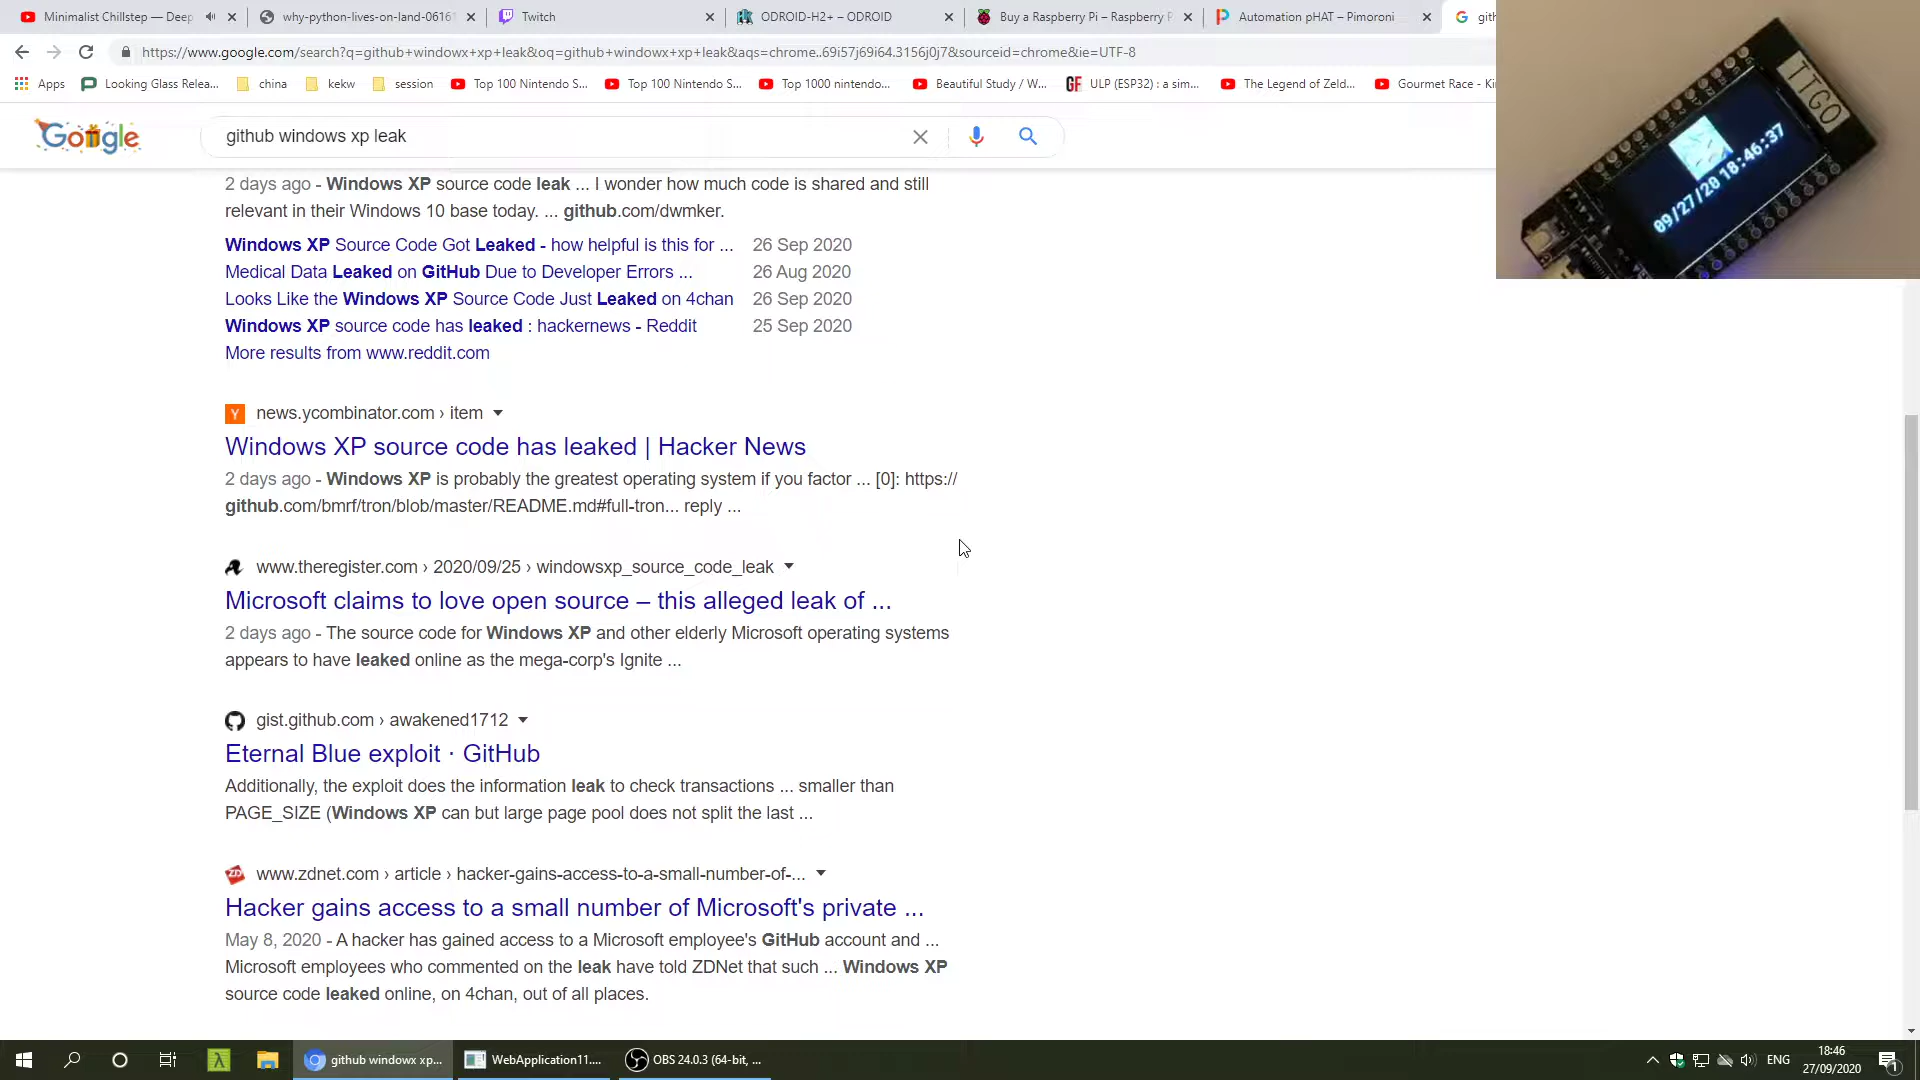 Minimalist Chillstep — Deep
why-python-lives-on-land-0616
Twitch
ODROID-H2+ – ODROID
Buy a Raspberry Pi – Raspberry P
Automation pHAT – Pimoroni
gith
https://www.google.com/search?q=github+windowx+xp+leak&oq=github+windowx+xp+leak&aqs=chrome..69i57j69i64.3156j0j7&sourceid=chrome&ie=UTF-8
Apps
Looking Glass Relea...
china
kekw
session
Top 100 Nintendo S...
Top 100 Nintendo S...
Top 1000 nintendo...
Beautiful Study / W...
GF
ULP (ESP32) : a sim...
The Legend of Zeld...
Gourmet Race - Ki
TTGO
09/27/20 18:46:37
Google
github windows xp leak
2 days ago - Windows XP source code leak ... I wonder how much code is shared and still
relevant in their Windows 10 base today. ... github.com/dwmker.
Windows XP Source Code Got Leaked - how helpful is this for ... 26 Sep 2020
Medical Data Leaked on GitHub Due to Developer Errors ... 26 Aug 2020
Looks Like the Windows XP Source Code Just Leaked on 4chan 26 Sep 2020
Windows XP source code has leaked : hackernews - Reddit 25 Sep 2020
More results from www.reddit.com
Y
news.ycombinator.com › item
Windows XP source code has leaked | Hacker News
2 days ago - Windows XP is probably the greatest operating system if you factor ... [0]: https://
github.com/bmrf/tron/blob/master/README.md#full-tron... reply ...
www.theregister.com › 2020/09/25 › windowsxp_source_code_leak
Microsoft claims to love open source – this alleged leak of ...
2 days ago - The source code for Windows XP and other elderly Microsoft operating systems
appears to have leaked online as the mega-corp's Ignite ...
gist.github.com › awakened1712
Eternal Blue exploit · GitHub
Additionally, the exploit does the information leak to check transactions ... smaller than
PAGE_SIZE (Windows XP can but large page pool does not split the last ...
ZD
www.zdnet.com › article › hacker-gains-access-to-a-small-number-of-...
Hacker gains access to a small number of Microsoft's private ...
May 8, 2020 - A hacker has gained access to a Microsoft employee's GitHub account and ...
Microsoft employees who commented on the leak have told ZDNet that such ... Windows XP
source code leaked online, on 4chan, out of all places.
λ
github windowx xp...
WebApplication11....
OBS 24.0.3 (64-bit, ...
ENG
18:46
27/09/2020
1